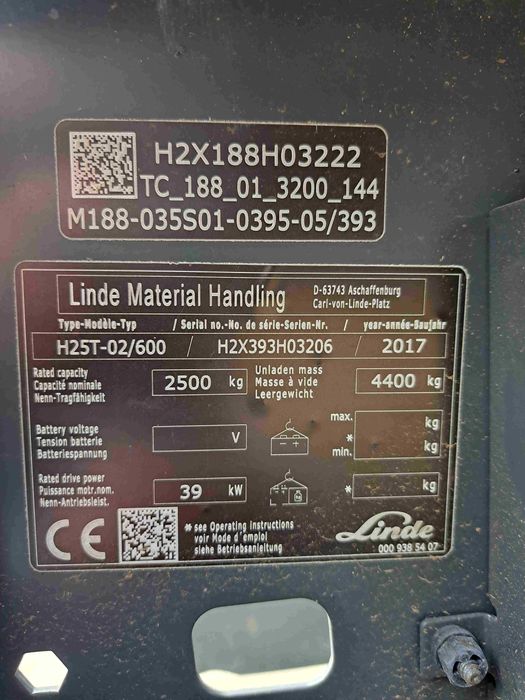 H2X188H03222
TC_188_01_3200_144
M188-035S01-0395-05/393
Linde Material Handling
D-63743 Aschaffenburg
Carl-von-Linde-Platz
Type-Modèle-Typ / Serial no.-No. de série-Serien-Nr. / year-année-Baujahr
H25T-02/600 / H2X393H03206 / 2017
Rated capacity
Capacité nominale
Nenn-Tragfähigkeit
2500 kg
Unladen mass
Masse à vide
Leergewicht
4400 kg
Battery voltage
Tension batterie
Batteriespannung
V
max. kg
*
min. kg
Rated drive power
Puissance motr.nom.
Nenn-Antriebsleist.
39 kW
* kg
CE
* see Operating Instructions
voir Mode d'emploi
siehe Betriebsanleitung
Linde
000 938 54 07